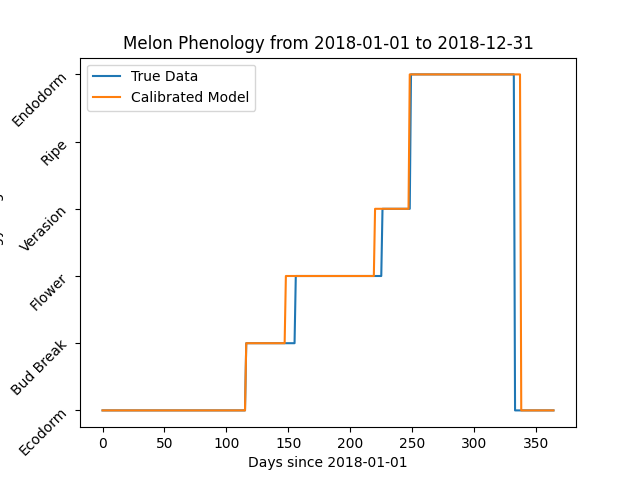 Melon Phenology from 2018-01-01 to 2018-12-31
True Data
Calibrated Model
Endodorm
Ripe
Verasion
Flower
Bud Break
Ecodorm
0 50 100 150 200 250 300 350
Days since 2018-01-01